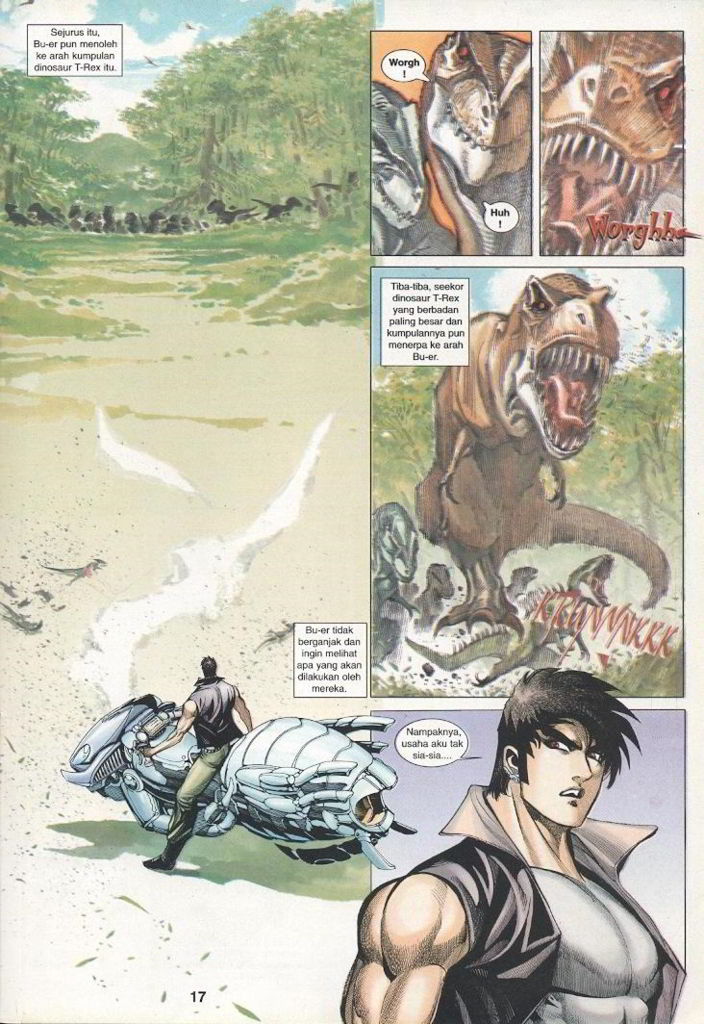 Sejurus itu,
Bu-er pun menoleh
ke arah kumpulan
dinosaur T-Rex itu.
Worgh
!
Huh
!
Worghh
Tiba-tiba, seekor
dinosaur T-Rex
yang berbadan
paling besar dan
kumpulannya pun
menerpa ke arah
Bu-er.
Bu-er tidak
berganjak dan
ingin melihat
apa yang akan
dilakukan oleh
mereka.
Nampaknya,
usaha aku tak
sia-sia....
17